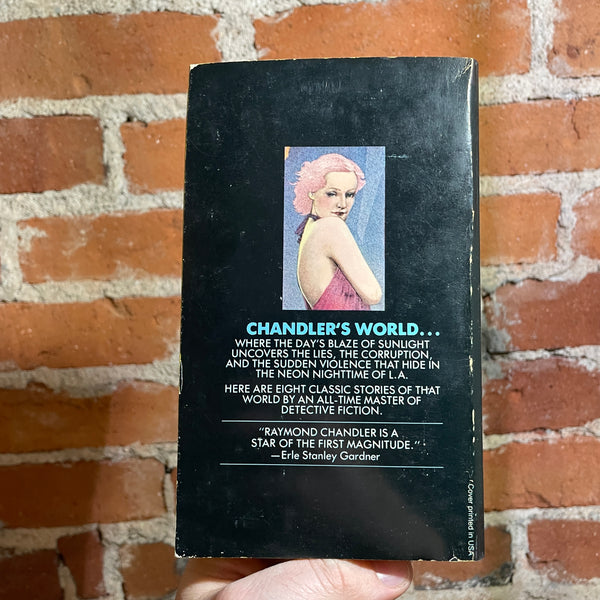 CHANDLER'S WORLD...
WHERE THE DAY'S BLAZE OF SUNLIGHT
UNCOVERS THE LIES, THE CORRUPTION,
AND THE SUDDEN VIOLENCE THAT HIDE IN
THE NEON NIGHTTIME OF L.A.
HERE ARE EIGHT CLASSIC STORIES OF THAT
WORLD BY AN ALL-TIME MASTER OF
DETECTIVE FICTION.
"RAYMOND CHANDLER IS A
STAR OF THE FIRST MAGNITUDE."
—Erle Stanley Gardner
Cover printed in USA